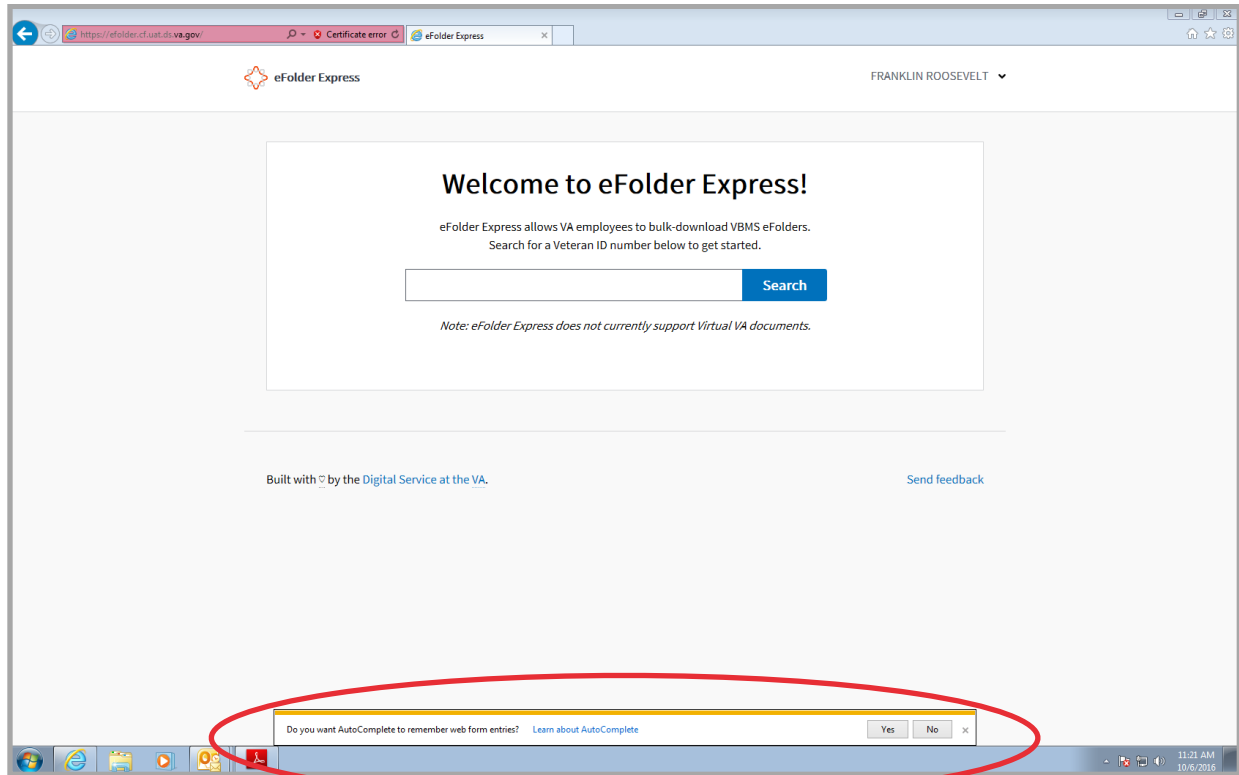 https://efolder.cf.uat.ds.va.gov/
Certificate error
eFolder Express
eFolder Express
FRANKLIN ROOSEVELT
Welcome to eFolder Express!
eFolder Express allows VA employees to bulk-download VBMS eFolders.
Search for a Veteran ID number below to get started.
Search
Note: eFolder Express does not currently support Virtual VA documents.
Built with ♡ by the Digital Service at the VA.
Send feedback
Do you want AutoComplete to remember web form entries? Learn about AutoComplete
Yes
No
11:21 AM
10/6/2016